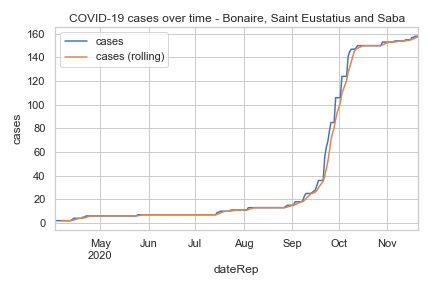 COVID-19 cases over time - Bonaire, Saint Eustatius and Saba
cases
cases (rolling)
160
140
120
100
80
60
40
20
0
cases
May Jun Jul Aug Sep Oct Nov
2020
dateRep